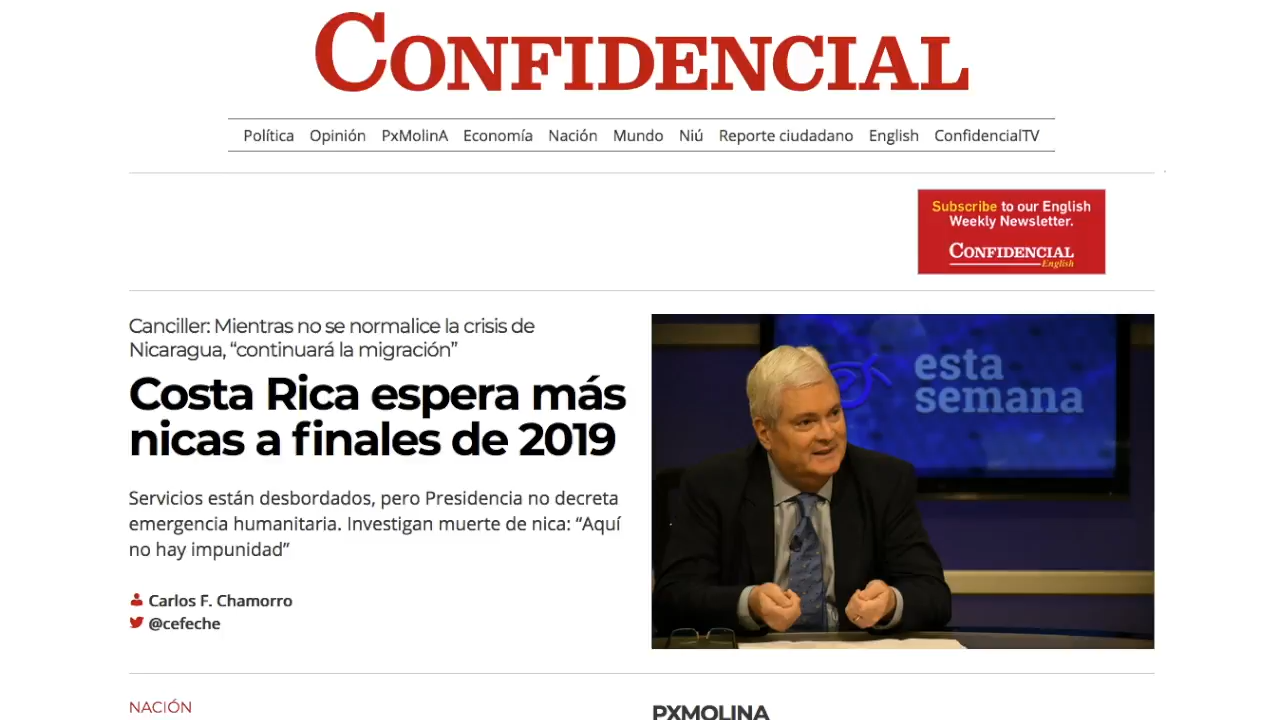 CONFIDENCIAL
Política Opinión PxMolinA Economía Nación Mundo Niú Reporte ciudadano English ConfidencialTV
Subscribe to our English
Weekly Newsletter.
CONFIDENCIAL
English
Canciller: Mientras no se normalice la crisis de
Nicaragua, “continuará la migración”
Costa Rica espera más
nicas a finales de 2019
Servicios están desbordados, pero Presidencia no decreta
emergencia humanitaria. Investigan muerte de nica: “Aquí
no hay impunidad”
Carlos F. Chamorro
@cefeche
esta
semana
NACIÓN
PXMOLINA